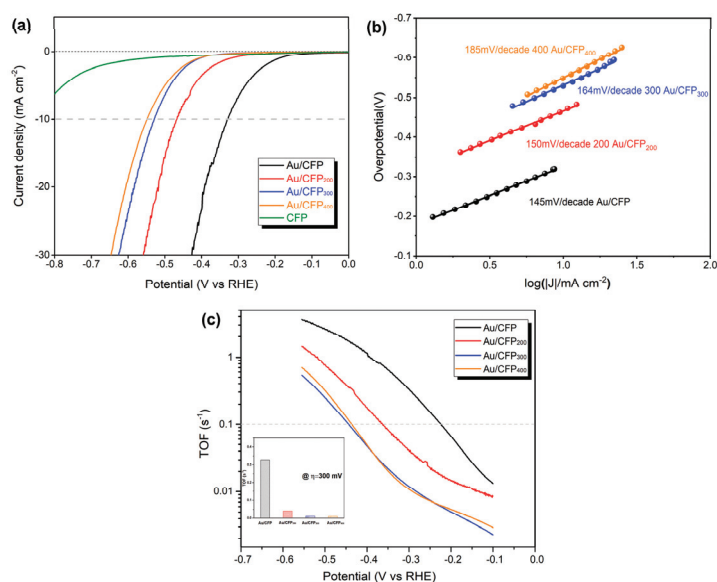 (a)
0
-10
-20
-30
Current density (mA cm⁻²)
Au/CFP
Au/CFP₂₀₀
Au/CFP₃₀₀
Au/CFP₄₀₀
CFP
-0.8 -0.7 -0.6 -0.5 -0.4 -0.3 -0.2 -0.1 0.0
Potential (V vs RHE)
(b)
-0.7
-0.6
-0.5
-0.4
-0.3
-0.2
-0.1
Overpotential(V)
185mV/decade 400 Au/CFP₄₀₀
164mV/decade 300 Au/CFP₃₀₀
150mV/decade 200 Au/CFP₂₀₀
145mV/decade Au/CFP
0.0 0.5 1.0 1.5 2.0
log(|J|/mA cm⁻²)
(c)
1
0.1
0.01
TOF (s⁻¹)
Au/CFP
Au/CFP₂₀₀
Au/CFP₃₀₀
Au/CFP₄₀₀
@ η=300 mV
Au/CFP
-0.7 -0.6 -0.5 -0.4 -0.3 -0.2 -0.1 0.0
Potential (V vs RHE)